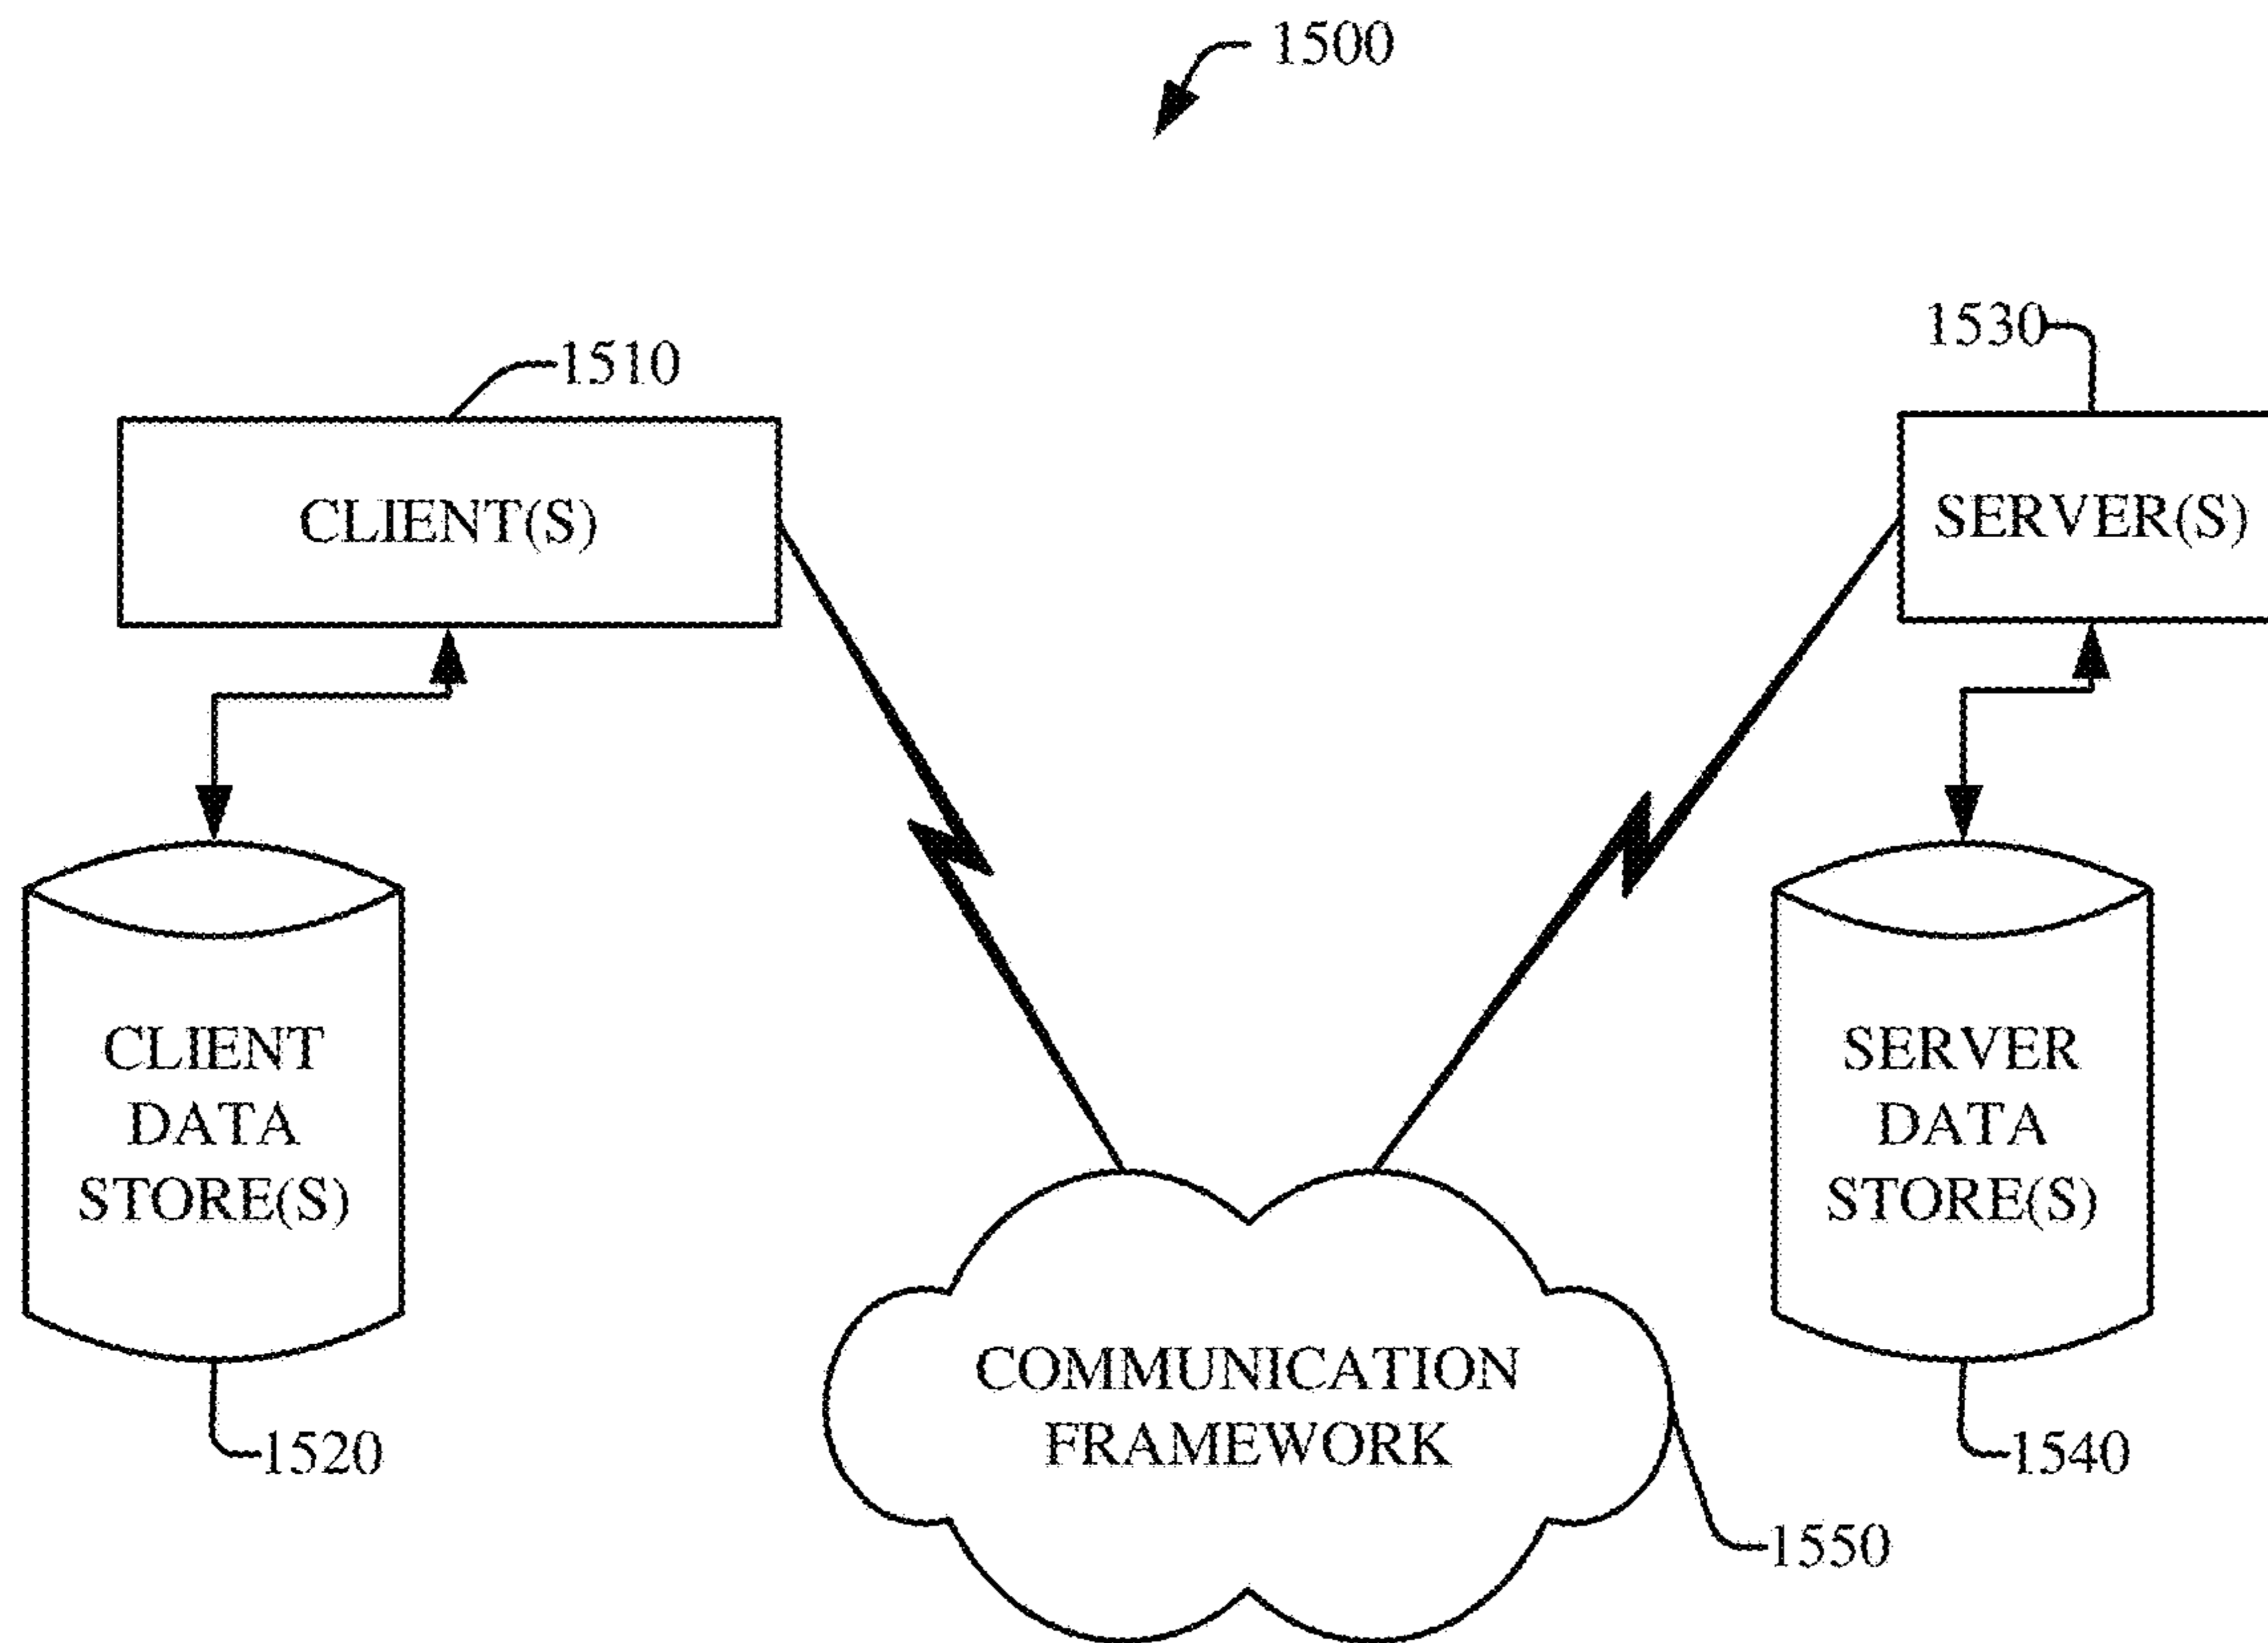 1500
1510
1530
CLIENT(S)
SERVER(S)
CLIENT
DATA
STORE(S)
SERVER
DATA
STORE(S)
COMMUNICATION
FRAMEWORK
1520
1540
1550